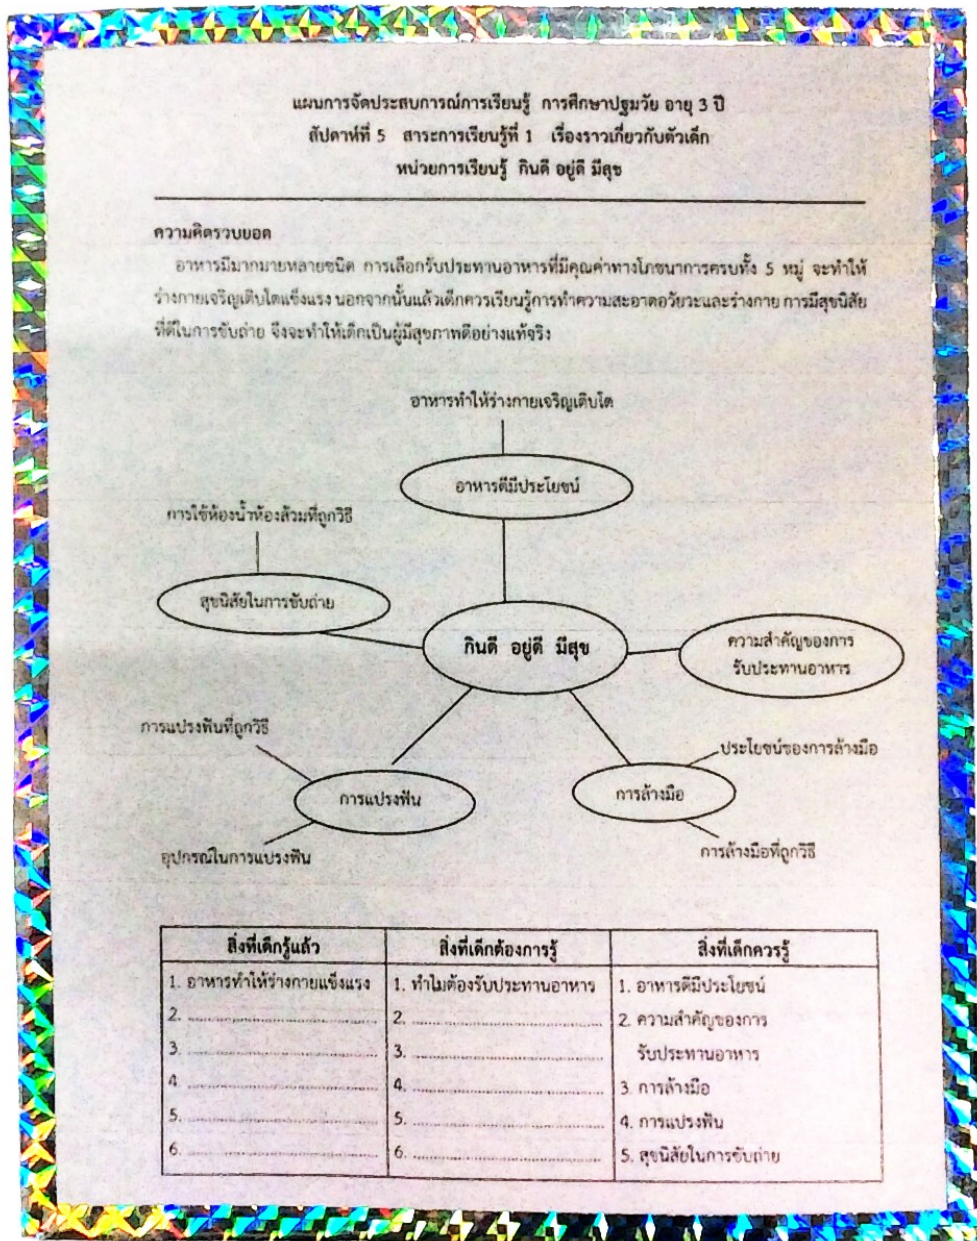 แผนการจัดประสบการณ์การเรียนรู้ การศึกษาปฐมวัย อายุ 3 ปี
สัปดาห์ที่ 5 สาระการเรียนรู้ที่ 1 เรื่องราวเกี่ยวกับตัวเด็ก
หน่วยการเรียนรู้ กินดี อยู่ดี มีสุข
ความคิดรวบยอด
อาหารมีมากมายหลายชนิด การเลือกรับประทานอาหารที่มีคุณค่าทางโภชนาการครบทั้ง 5 หมู่ จะทำให้
ร่างกายเจริญเติบโตแข็งแรง นอกจากนั้นแล้วเด็กควรเรียนรู้การทำความสะอาดอวัยวะและร่างกาย การมีสุขนิสัย
ที่ดีในการขับถ่าย จึงจะทำให้เด็กเป็นผู้มีสุขภาพดีอย่างแท้จริง
อาหารทำให้ร่างกายเจริญเติบโต
อาหารดีมีประโยชน์
การใช้ห้องน้ำห้องส้วมที่ถูกวิธี
สุขนิสัยในการขับถ่าย
กินดี อยู่ดี มีสุข
ความสำคัญของการ
รับประทานอาหาร
การแปรงฟันที่ถูกวิธี
ประโยชน์ของการล้างมือ
การแปรงฟัน
การล้างมือ
อุปกรณ์ในการแปรงฟัน
การล้างมือที่ถูกวิธี
สิ่งที่เด็กรู้แล้ว
1. อาหารทำให้ร่างกายแข็งแรง
2. ........................................
3. ........................................
4. ........................................
5. ........................................
6. ........................................
สิ่งที่เด็กต้องการรู้
1. ทำไมต้องรับประทานอาหาร
2. ........................................
3. ........................................
4. ........................................
5. ........................................
6. ........................................
สิ่งที่เด็กควรรู้
1. อาหารดีมีประโยชน์
2. ความสำคัญของการ
รับประทานอาหาร
3. การล้างมือ
4. การแปรงฟัน
5. สุขนิสัยในการขับถ่าย